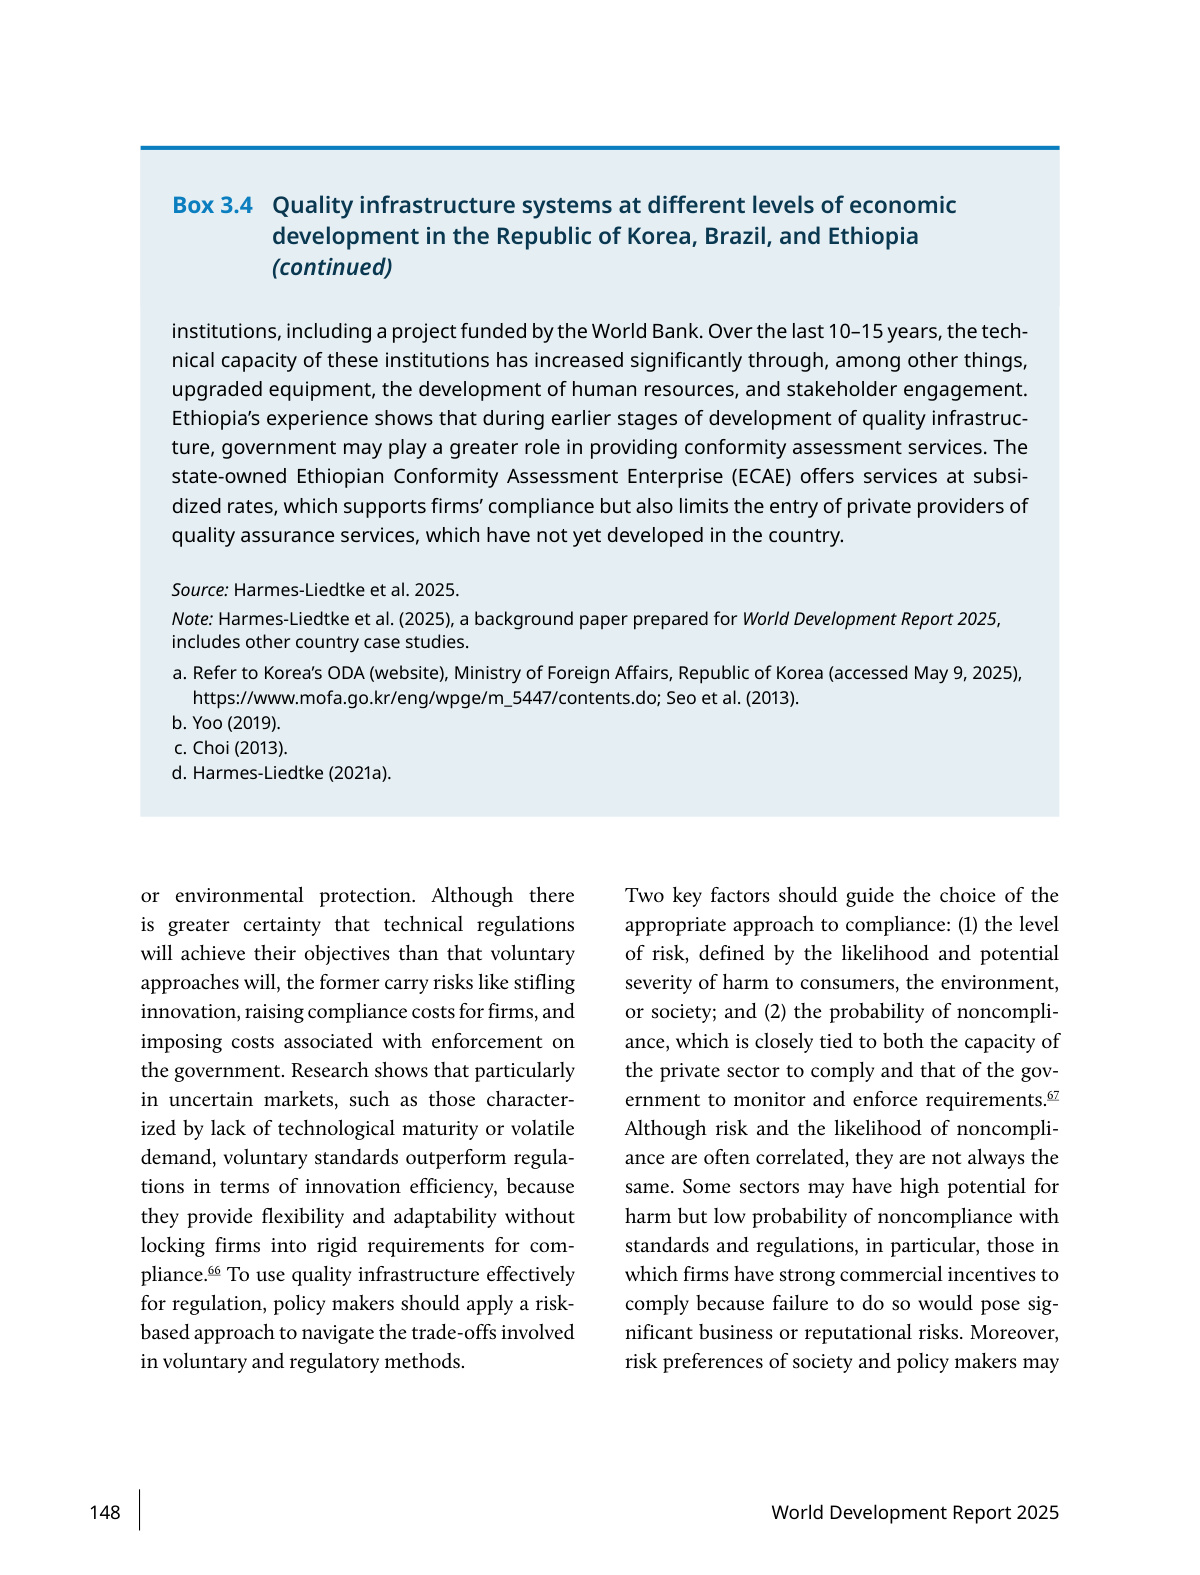 Box 3.4 Quality infrastructure systems at different levels of economic
development in the Republic of Korea, Brazil, and Ethiopia
(continued)
institutions, including a project funded by the World Bank. Over the last 10–15 years, the tech-
nical capacity of these institutions has increased significantly through, among other things,
upgraded equipment, the development of human resources, and stakeholder engagement.
Ethiopia’s experience shows that during earlier stages of development of quality infrastruc-
ture, government may play a greater role in providing conformity assessment services. The
state-owned Ethiopian Conformity Assessment Enterprise (ECAE) offers services at subsi-
dized rates, which supports firms’ compliance but also limits the entry of private providers of
quality assurance services, which have not yet developed in the country.
Source: Harmes-Liedtke et al. 2025.
Note: Harmes-Liedtke et al. (2025), a background paper prepared for World Development Report 2025,
includes other country case studies.
a. Refer to Korea’s ODA (website), Ministry of Foreign Affairs, Republic of Korea (accessed May 9, 2025),
https://www.mofa.go.kr/eng/wpge/m_5447/contents.do; Seo et al. (2013).
b. Yoo (2019).
c. Choi (2013).
d. Harmes-Liedtke (2021a).
or environmental protection. Although there
is greater certainty that technical regulations
will achieve their objectives than that voluntary
approaches will, the former carry risks like stifling
innovation, raising compliance costs for firms, and
imposing costs associated with enforcement on
the government. Research shows that particularly
in uncertain markets, such as those character-
ized by lack of technological maturity or volatile
demand, voluntary standards outperform regula-
tions in terms of innovation efficiency, because
they provide flexibility and adaptability without
locking firms into rigid requirements for com-
pliance.66 To use quality infrastructure effectively
for regulation, policy makers should apply a risk-
based approach to navigate the trade-offs involved
in voluntary and regulatory methods.
Two key factors should guide the choice of the
appropriate approach to compliance: (1) the level
of risk, defined by the likelihood and potential
severity of harm to consumers, the environment,
or society; and (2) the probability of noncompli-
ance, which is closely tied to both the capacity of
the private sector to comply and that of the gov-
ernment to monitor and enforce requirements.67
Although risk and the likelihood of noncompli-
ance are often correlated, they are not always the
same. Some sectors may have high potential for
harm but low probability of noncompliance with
standards and regulations, in particular, those in
which firms have strong commercial incentives to
comply because failure to do so would pose sig-
nificant business or reputational risks. Moreover,
risk preferences of society and policy makers may
148
World Development Report 2025